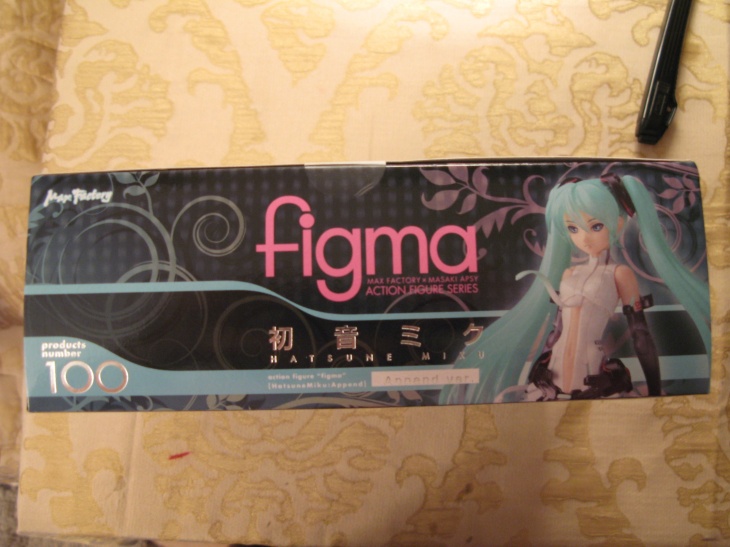 Max Factory
figma
MAX FACTORY × MASAKI APSY
ACTION FIGURE SERIES
初音ミク
HATSUNE MIKU
products
number
100
action figure "figma"
[HatsuneMiku:Append]
Append ver.